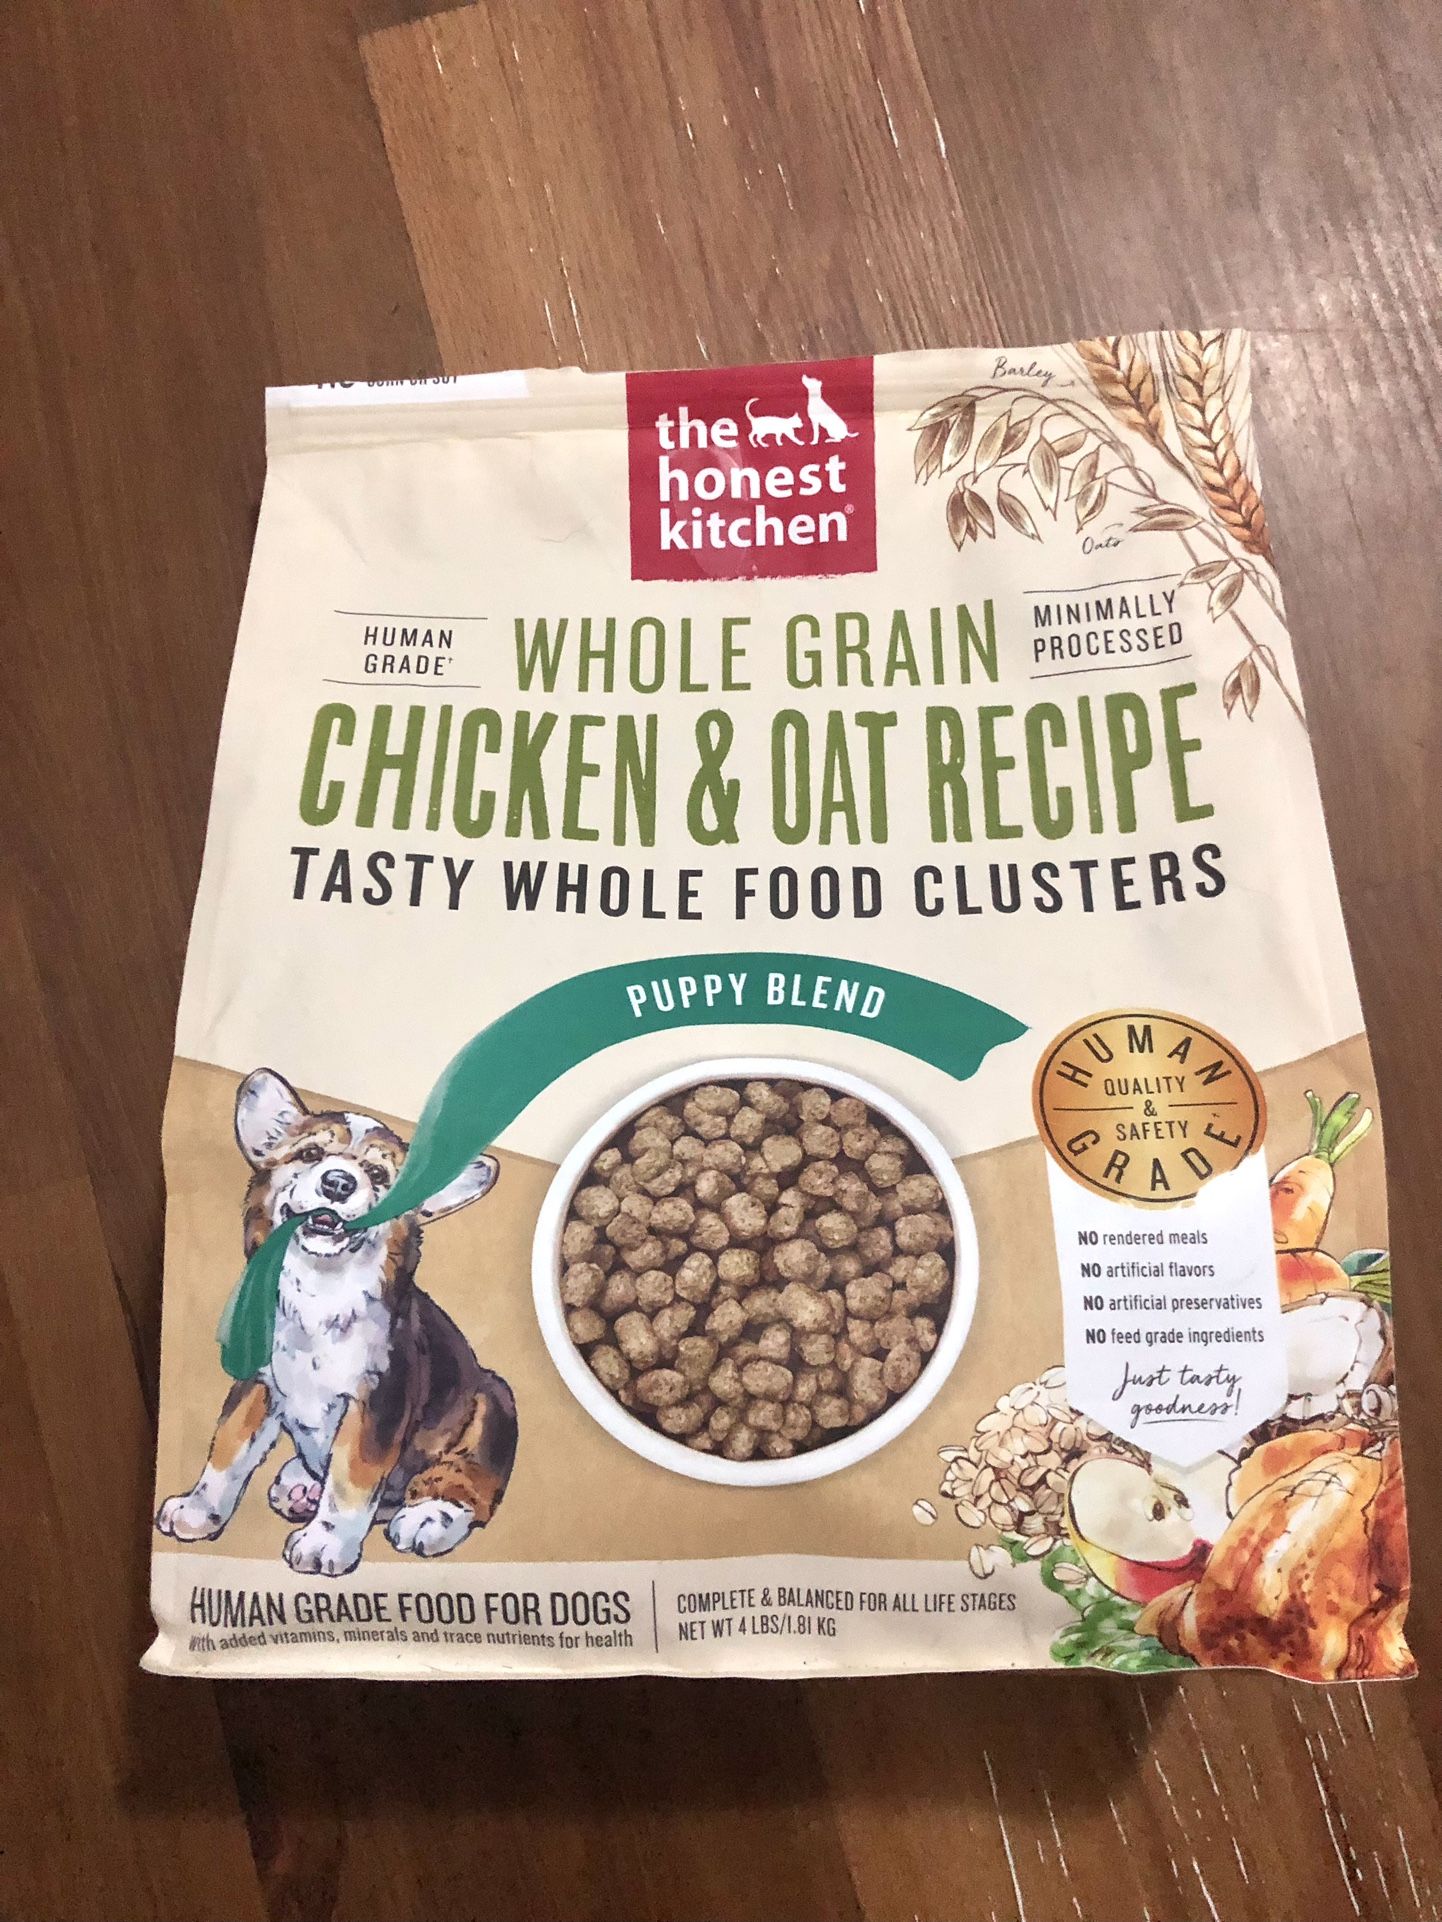 CORN OR SOY
the
honest
kitchen®
Barley
Oats
HUMAN
GRADE†
WHOLE GRAIN
MINIMALLY
PROCESSED
CHICKEN & OAT RECIPE
TASTY WHOLE FOOD CLUSTERS
PUPPY BLEND
HUMAN
QUALITY
&
SAFETY
GRADE†
NO rendered meals
NO artificial flavors
NO artificial preservatives
NO feed grade ingredients
Just tasty
goodness!
HUMAN GRADE FOOD FOR DOGS
With added vitamins, minerals and trace nutrients for health
COMPLETE & BALANCED FOR ALL LIFE STAGES
NET WT 4 LBS/1.81 KG